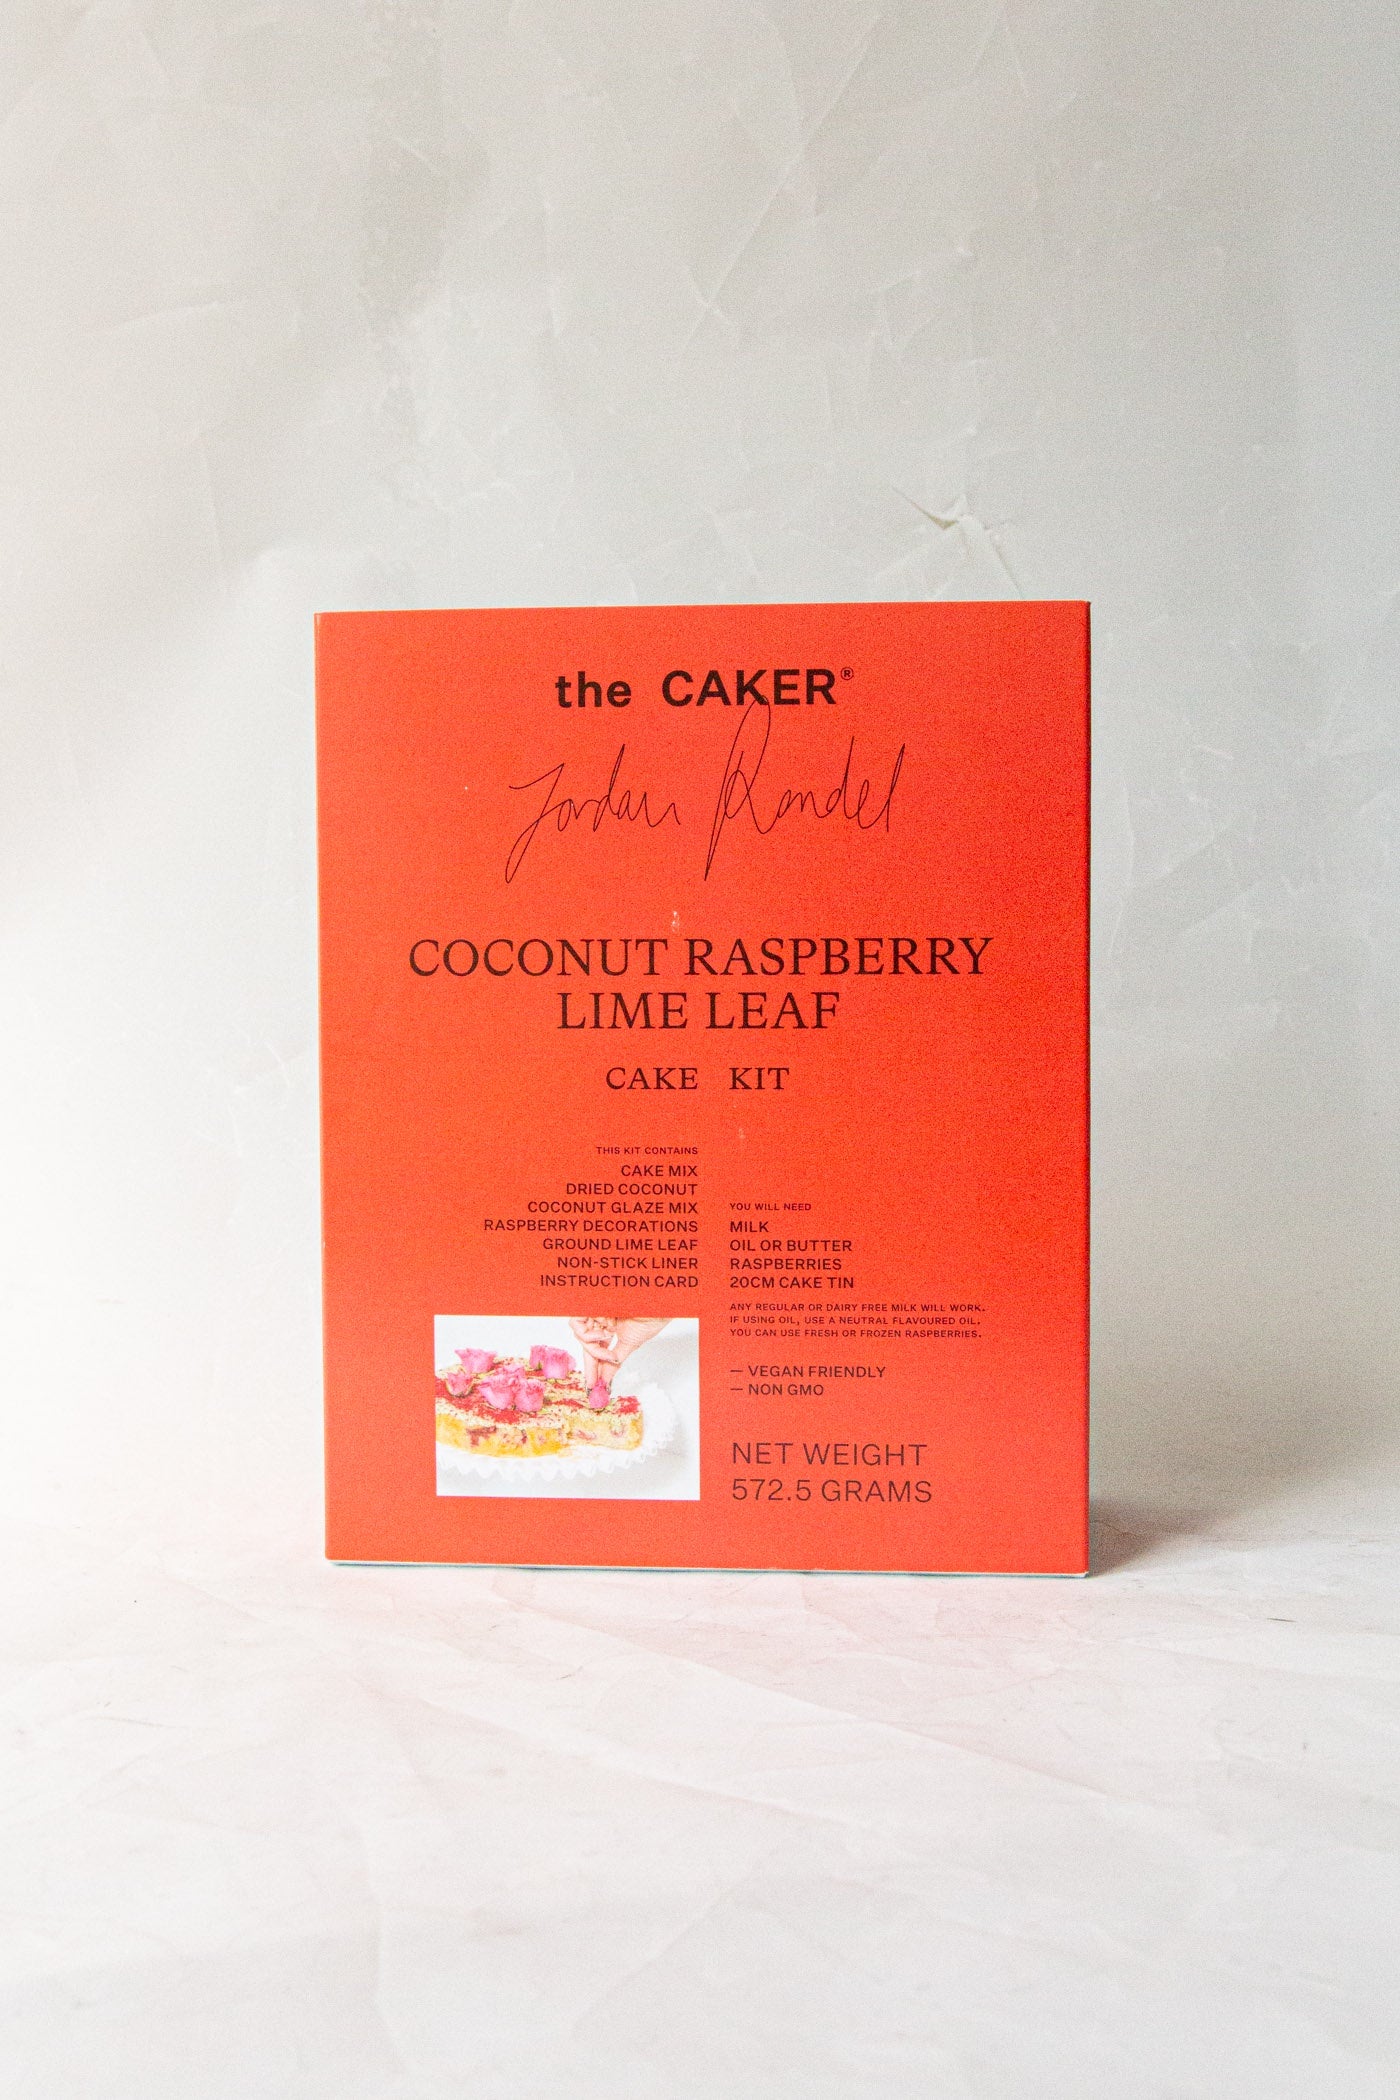 the CAKER®
Jordan Rondel
COCONUT RASPBERRY
LIME LEAF
CAKE KIT
THIS KIT CONTAINS
CAKE MIX
DRIED COCONUT
COCONUT GLAZE MIX
RASPBERRY DECORATIONS
GROUND LIME LEAF
NON-STICK LINER
INSTRUCTION CARD
YOU WILL NEED
MILK
OIL OR BUTTER
RASPBERRIES
20CM CAKE TIN
ANY REGULAR OR DAIRY FREE MILK WILL WORK.
IF USING OIL, USE A NEUTRAL FLAVOURED OIL.
YOU CAN USE FRESH OR FROZEN RASPBERRIES.
— VEGAN FRIENDLY
— NON GMO
NET WEIGHT
572.5 GRAMS